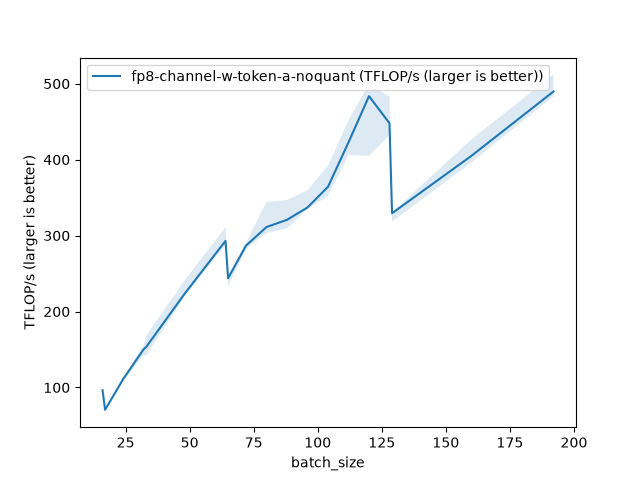 fp8-channel-w-token-a-noquant (TFLOP/s (larger is better))
TFLOP/s (larger is better)
500
400
300
200
100
25 50 75 100 125 150 175 200
batch_size